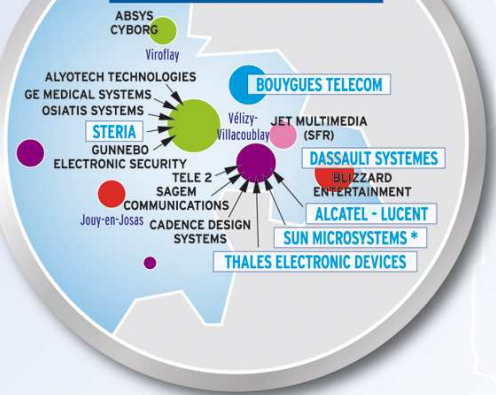 ABSYS
CYBORG
Viroflay
ALYOTECH TECHNOLOGIES
GE MEDICAL SYSTEMS
OSIATIS SYSTEMS
STERIA
GUNNEBO
ELECTRONIC SECURITY
BOUYGUES TELECOM
Vélizy-
Villacoublay
JET MULTIMEDIA
(SFR)
DASSAULT SYSTEMES
BLIZZARD
ENTERTAINMENT
TELE 2
SAGEM
COMMUNICATIONS
CADENCE DESIGN
SYSTEMS
Jouy-en-Josas
ALCATEL - LUCENT
SUN MICROSYSTEMS *
THALES ELECTRONIC DEVICES